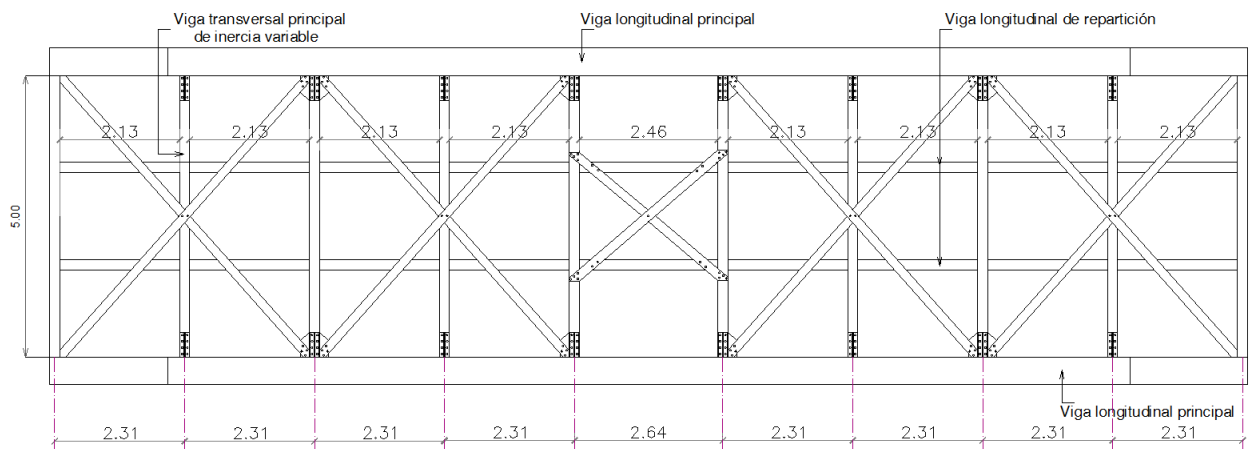 Viga transversal principal
de inercia variable
Viga longitudinal principal
Viga longitudinal de repartición
2.13 2.13 2.13 2.13 2.46 2.13 2.13 2.13 2.13
5.00
Viga longitudinal principal
2.31 2.31 2.31 2.31 2.64 2.31 2.31 2.31 2.31